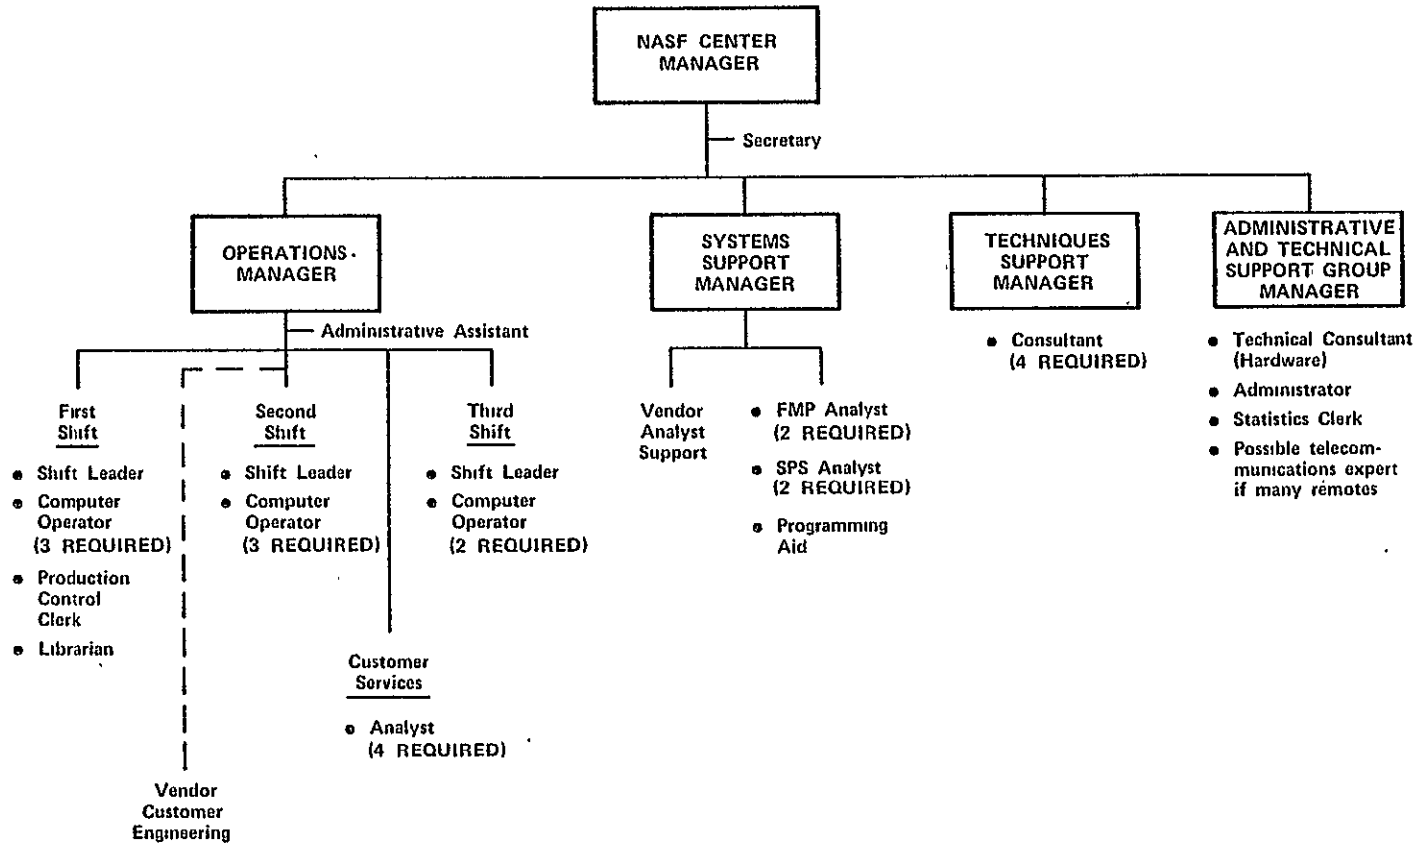 NASF CENTER
MANAGER
Secretary
OPERATIONS
MANAGER
SYSTEMS
SUPPORT
MANAGER
TECHNIQUES
SUPPORT
MANAGER
ADMINISTRATIVE
AND TECHNICAL
SUPPORT GROUP
MANAGER
Administrative Assistant
First
Shift
• Shift Leader
• Computer
Operator
(3 REQUIRED)
• Production
Control
Clerk
• Librarian
Second
Shift
• Shift Leader
• Computer
Operator
(3 REQUIRED)
Third
Shift
• Shift Leader
• Computer
Operator
(2 REQUIRED)
Customer
Services
• Analyst
(4 REQUIRED)
Vendor
Customer
Engineering
Vendor
Analyst
Support
• FMP Analyst
(2 REQUIRED)
• SPS Analyst
(2 REQUIRED)
• Programming
Aid
• Consultant
(4 REQUIRED)
• Technical Consultant
(Hardware)
• Administrator
• Statistics Clerk
• Possible telecom-
munications expert
if many remotes